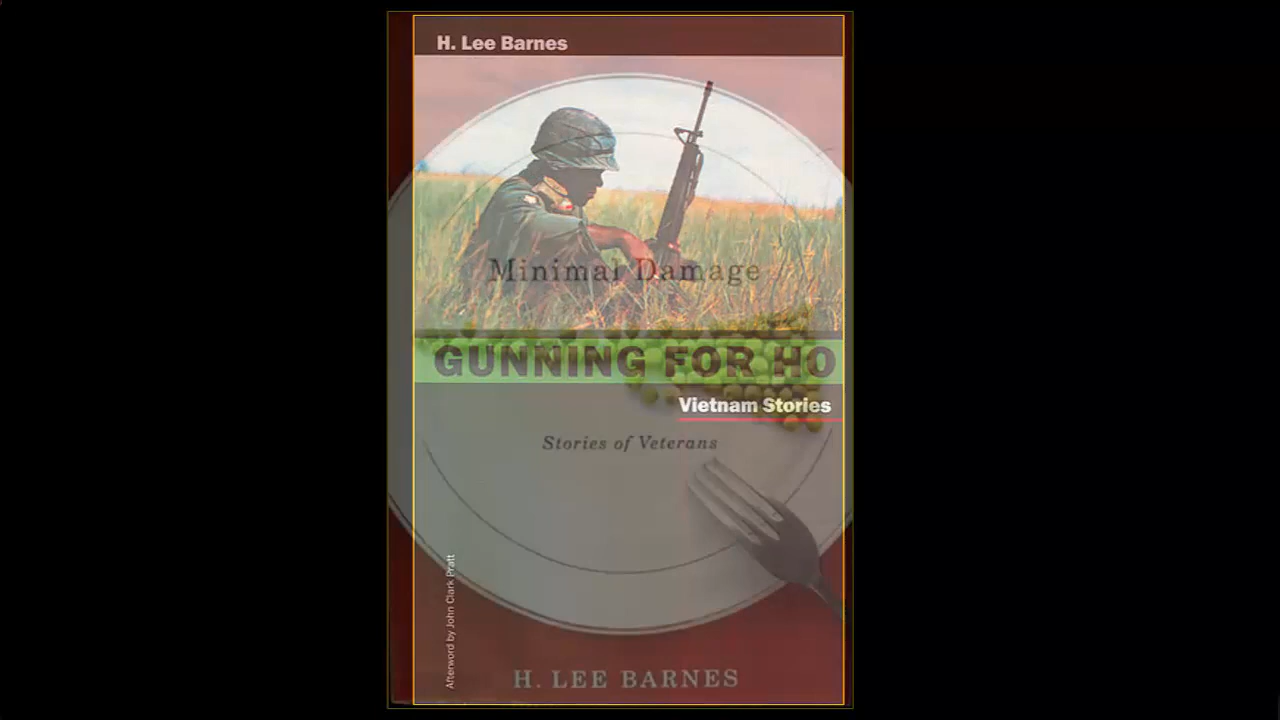 H. Lee Barnes
Minimal Damage
GUNNING FOR HO
Vietnam Stories
Stories of Veterans
Afterword by John Clark Pratt
H. LEE BARNES